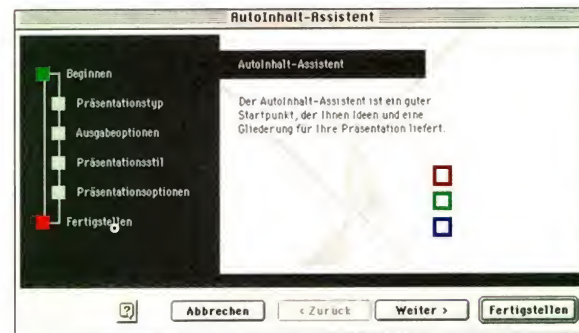 AutoInhalt-Assistent
Beginnen
Präsentationstyp
Ausgabeoptionen
Präsentationsstil
Präsentationsoptionen
Fertigstellen
AutoInhalt-Assistent
Der AutoInhalt-Assistent ist ein guter
Startpunkt, der Ihnen Ideen und eine
Gliederung für Ihre Präsentation liefert.
?
Abbrechen
< Zurück
Weiter >
Fertigstellen